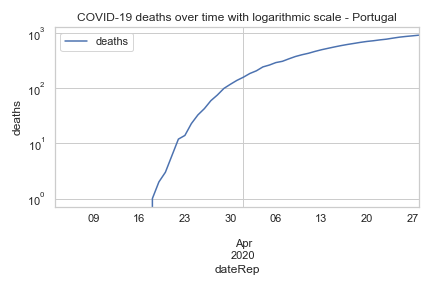 COVID-19 deaths over time with logarithmic scale - Portugal
deaths
deaths
10³
10²
10¹
10⁰
09 16 23 30 06 13 20 27
Apr
2020
dateRep